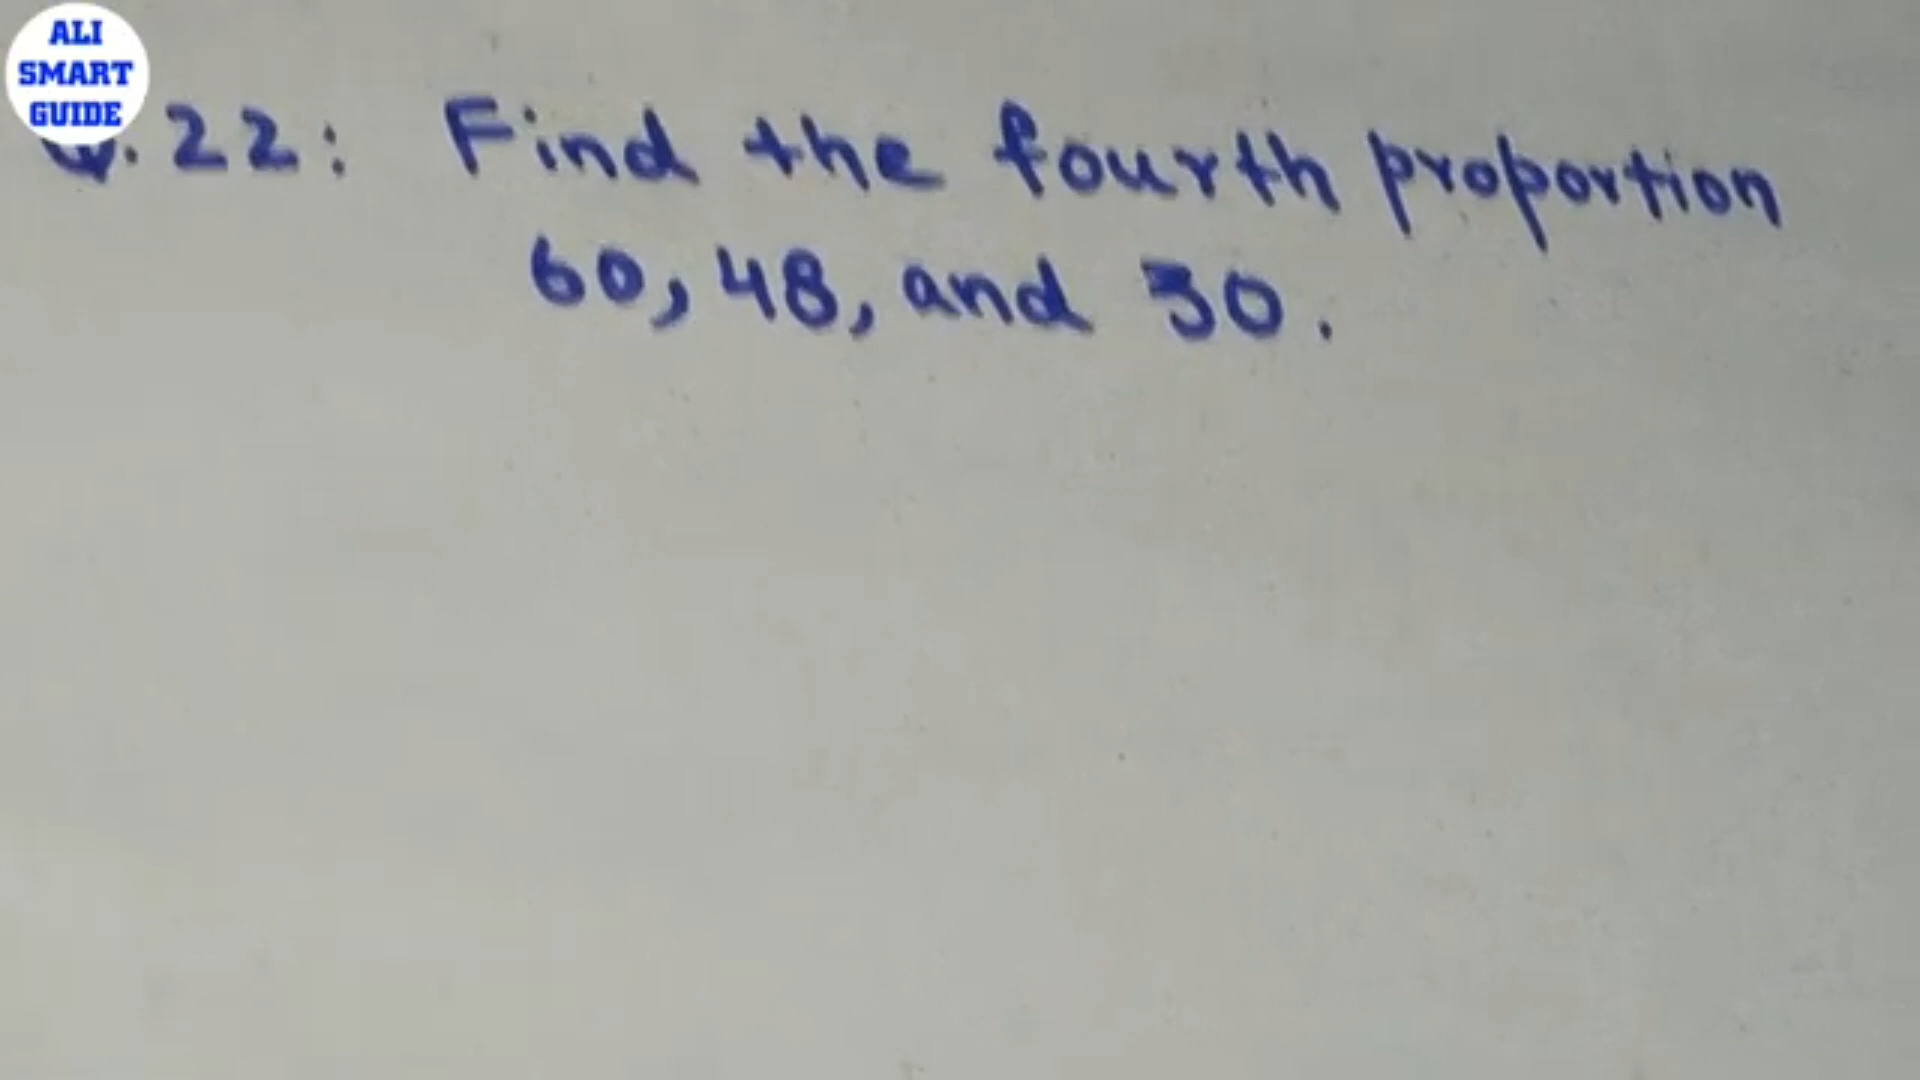 ALI
SMART
GUIDE
Q.22: Find the fourth proportion
60, 48, and 30.